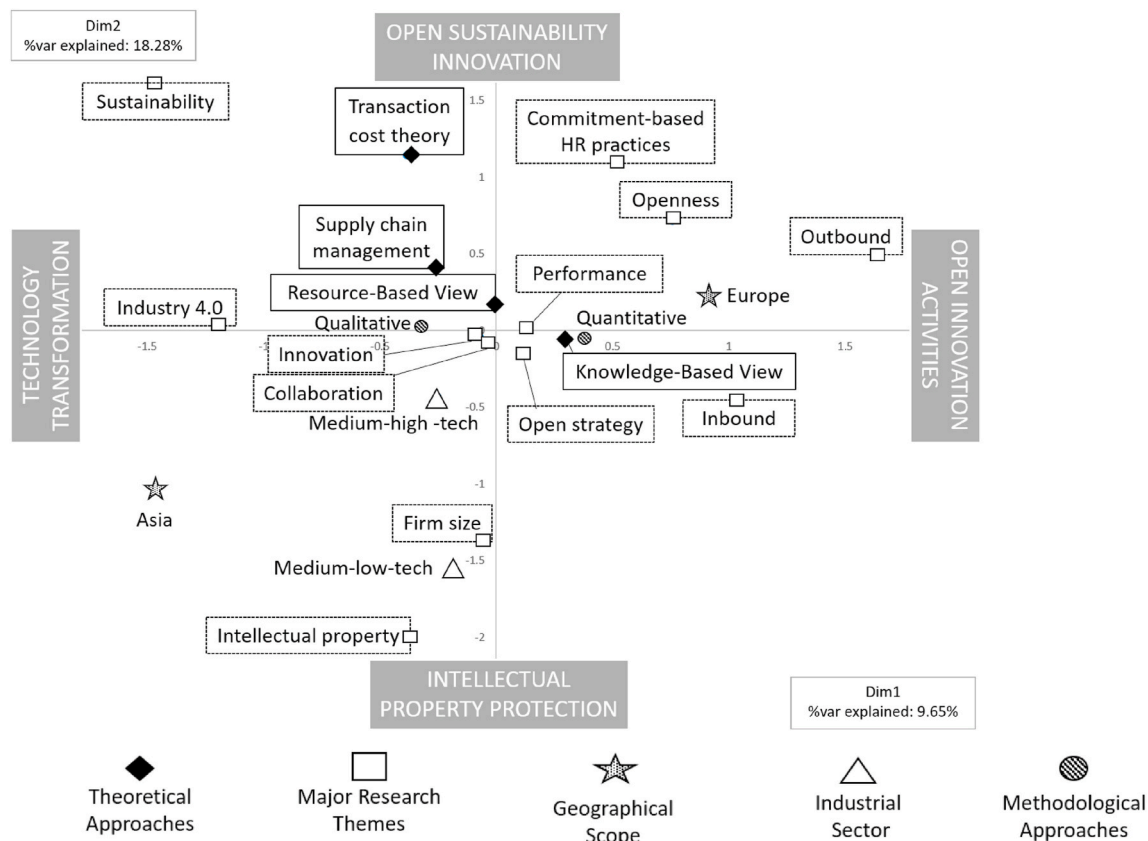 Dim2
%var explained: 18.28%
OPEN SUSTAINABILITY
INNOVATION
Sustainability
1.5
Transaction
cost theory
Commitment-based
HR practices
1
Openness
Supply chain
management
0.5
Outbound
TECHNOLOGY
TRANSFORMATION
OPEN INNOVATION
ACTIVITIES
Performance
Resource-Based View
Europe
Industry 4.0
Qualitative
Quantitative
0
-1.5
-1
-0.5
0
0.5
1
1.5
Innovation
Knowledge-Based View
Collaboration
-0.5
Medium-high -tech
Open strategy
Inbound
-1
Asia
Firm size
-1.5
Medium-low-tech
Intellectual property
-2
INTELLECTUAL
PROPERTY PROTECTION
Dim1
%var explained: 9.65%
Theoretical
Approaches
Major Research
Themes
Geographical
Scope
Industrial
Sector
Methodological
Approaches